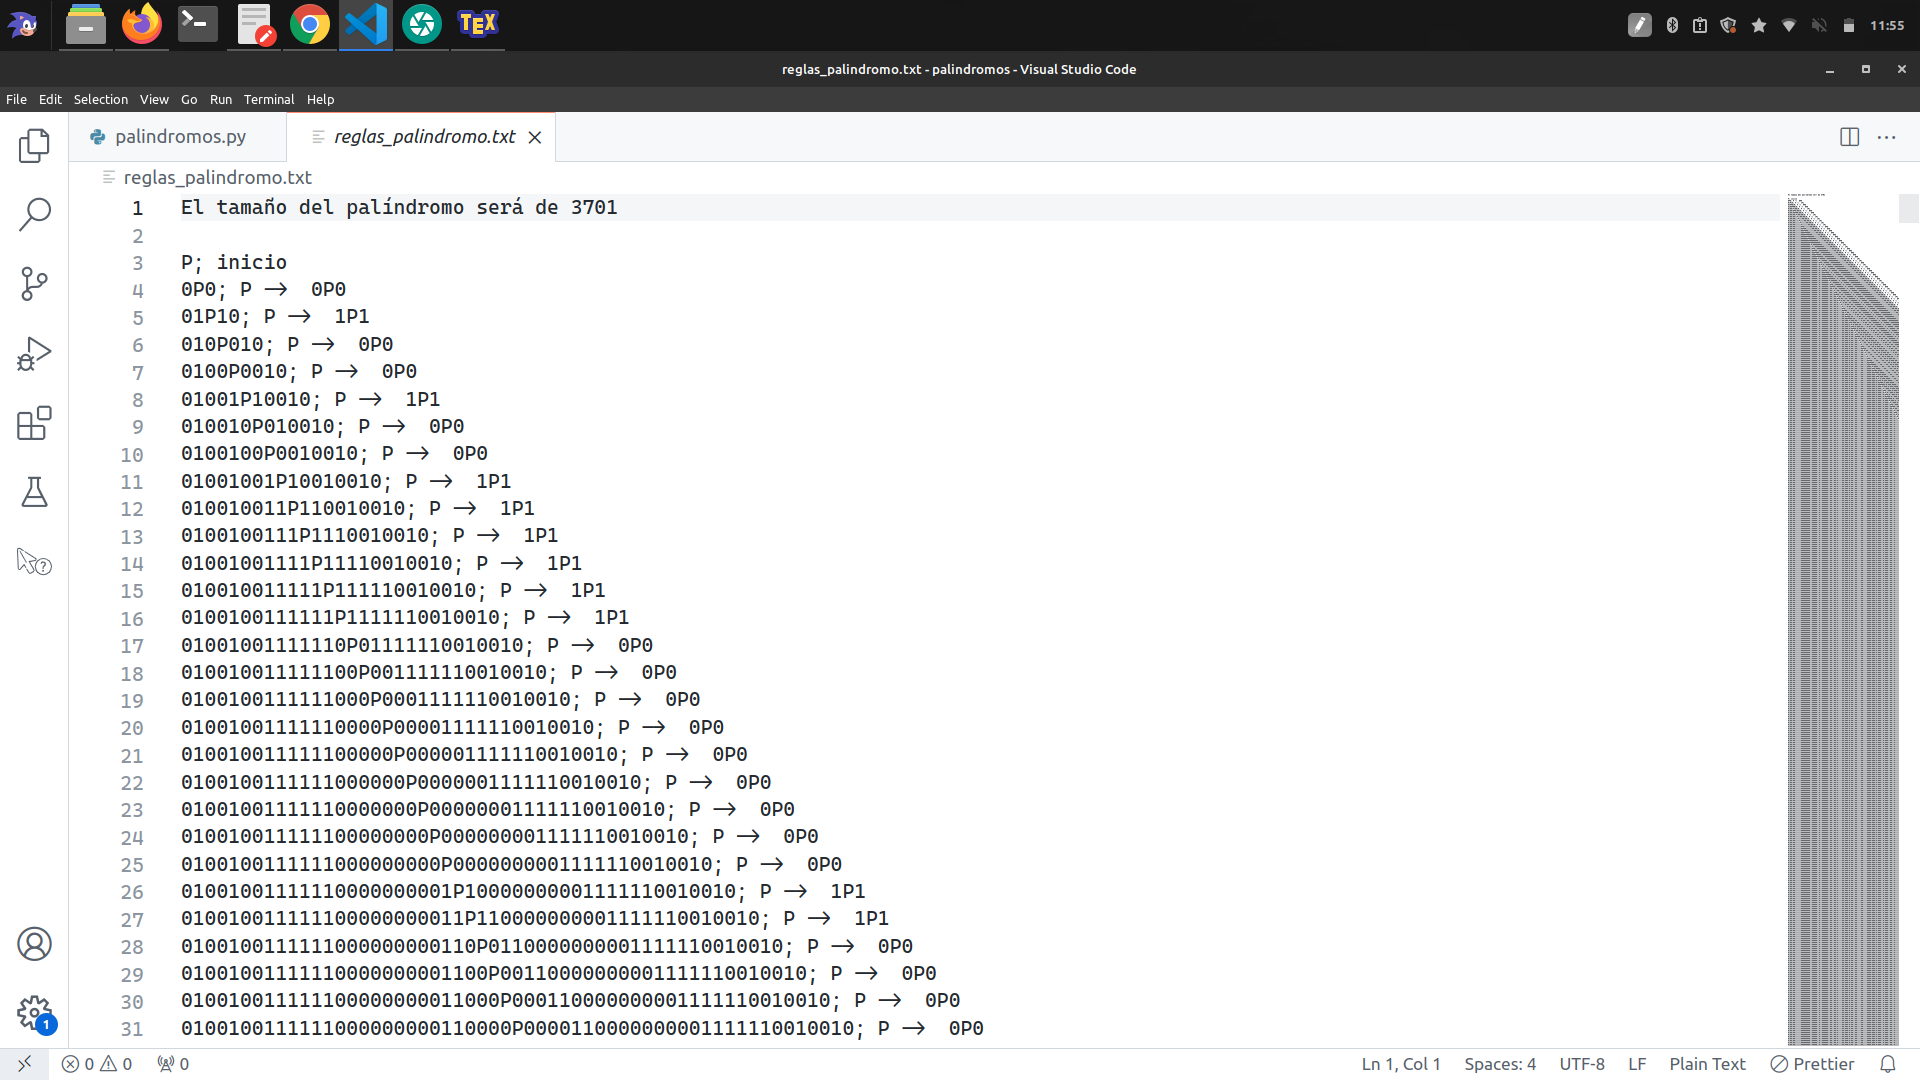 TEX
11:55
reglas_palindromo.txt - palindromos - Visual Studio Code
File Edit Selection View Go Run Terminal Help
palindromos.py reglas_palindromo.txt
reglas_palindromo.txt
1 El tamaño del palíndromo será de 3701
2
3 P; inicio
4 0P0; P -> 0P0
5 01P10; P -> 1P1
6 010P010; P -> 0P0
7 0100P0010; P -> 0P0
8 01001P10010; P -> 1P1
9 010010P010010; P -> 0P0
10 0100100P0010010; P -> 0P0
11 01001001P10010010; P -> 1P1
12 010010011P110010010; P -> 1P1
13 0100100111P1110010010; P -> 1P1
14 01001001111P11110010010; P -> 1P1
15 010010011111P111110010010; P -> 1P1
16 0100100111111P1111110010010; P -> 1P1
17 01001001111110P01111110010010; P -> 0P0
18 010010011111100P001111110010010; P -> 0P0
19 0100100111111000P0001111110010010; P -> 0P0
20 01001001111110000P00001111110010010; P -> 0P0
21 010010011111100000P000001111110010010; P -> 0P0
22 0100100111111000000P0000001111110010010; P -> 0P0
23 01001001111110000000P00000001111110010010; P -> 0P0
24 010010011111100000000P000000001111110010010; P -> 0P0
25 0100100111111000000000P0000000001111110010010; P -> 0P0
26 01001001111110000000001P10000000001111110010010; P -> 1P1
27 010010011111100000000011P110000000001111110010010; P -> 1P1
28 0100100111111000000000110P0110000000001111110010010; P -> 0P0
29 01001001111110000000001100P00110000000001111110010010; P -> 0P0
30 010010011111100000000011000P000110000000001111110010010; P -> 0P0
31 0100100111111000000000110000P0000110000000001111110010010; P -> 0P0
1
0 0 0 Ln 1, Col 1 Spaces: 4 UTF-8 LF Plain Text Prettier